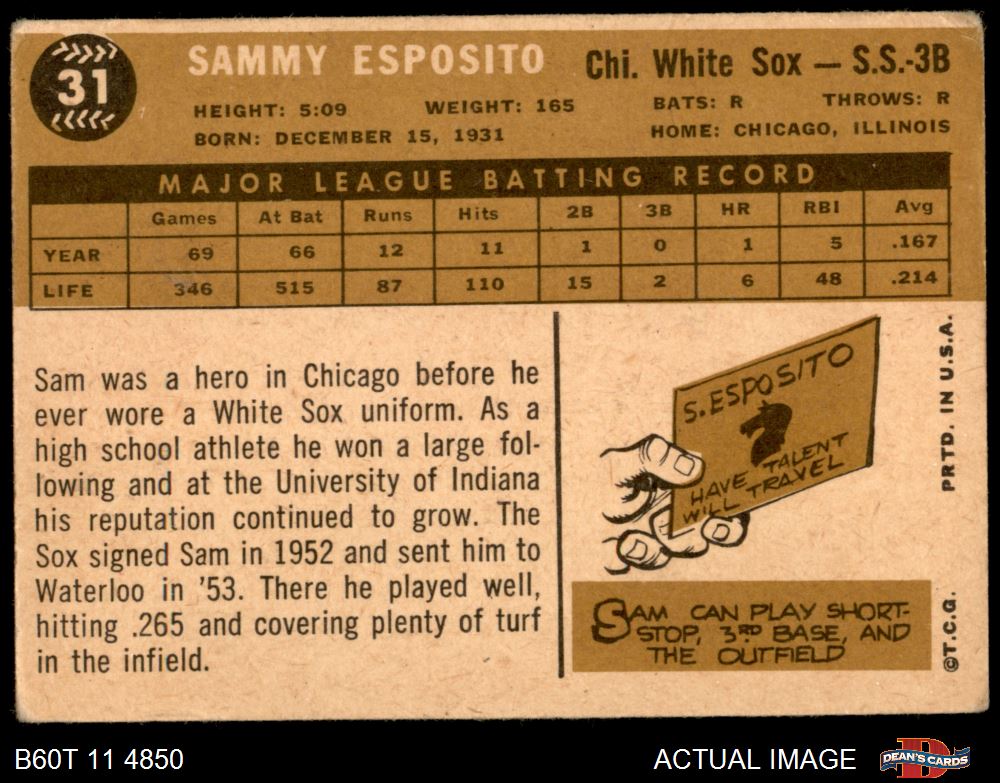 31
SAMMY ESPOSITO Chi. White Sox — S.S.-3B
HEIGHT: 5:09 WEIGHT: 165 BATS: R THROWS: R
BORN: DECEMBER 15, 1931 HOME: CHICAGO, ILLINOIS
MAJOR LEAGUE BATTING RECORD
Games At Bat Runs Hits 2B 3B HR RBI Avg
YEAR 69 66 12 11 1 0 1 5 .167
LIFE 346 515 87 110 15 2 6 48 .214
Sam was a hero in Chicago before he
ever wore a White Sox uniform. As a
high school athlete he won a large fol-
lowing and at the University of Indiana
his reputation continued to grow. The
Sox signed Sam in 1952 and sent him to
Waterloo in '53. There he played well,
hitting .265 and covering plenty of turf
in the infield.
S. ESPOSITO
HAVE TALENT
WILL TRAVEL
SAM CAN PLAY SHORT-
STOP, 3RD BASE, AND
THE OUTFIELD
©T.C.G. PRTD. IN U.S.A.
B60T 11 4850 ACTUAL IMAGE
D
DEAN'S CARDS